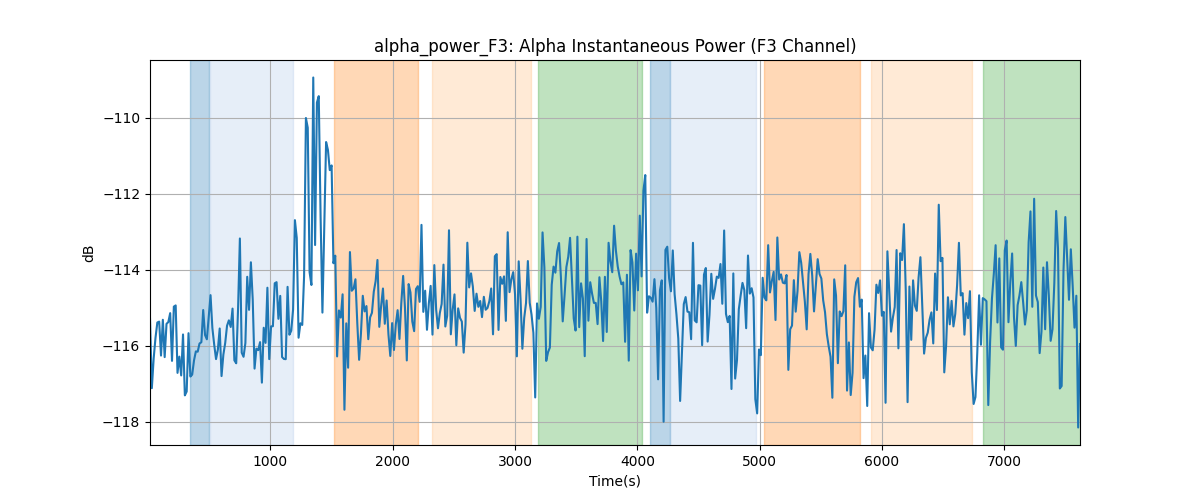 alpha_power_F3: Alpha Instantaneous Power (F3 Channel)
−110
−112
−114
−116
−118
dB
1000 2000 3000 4000 5000 6000 7000
Time(s)